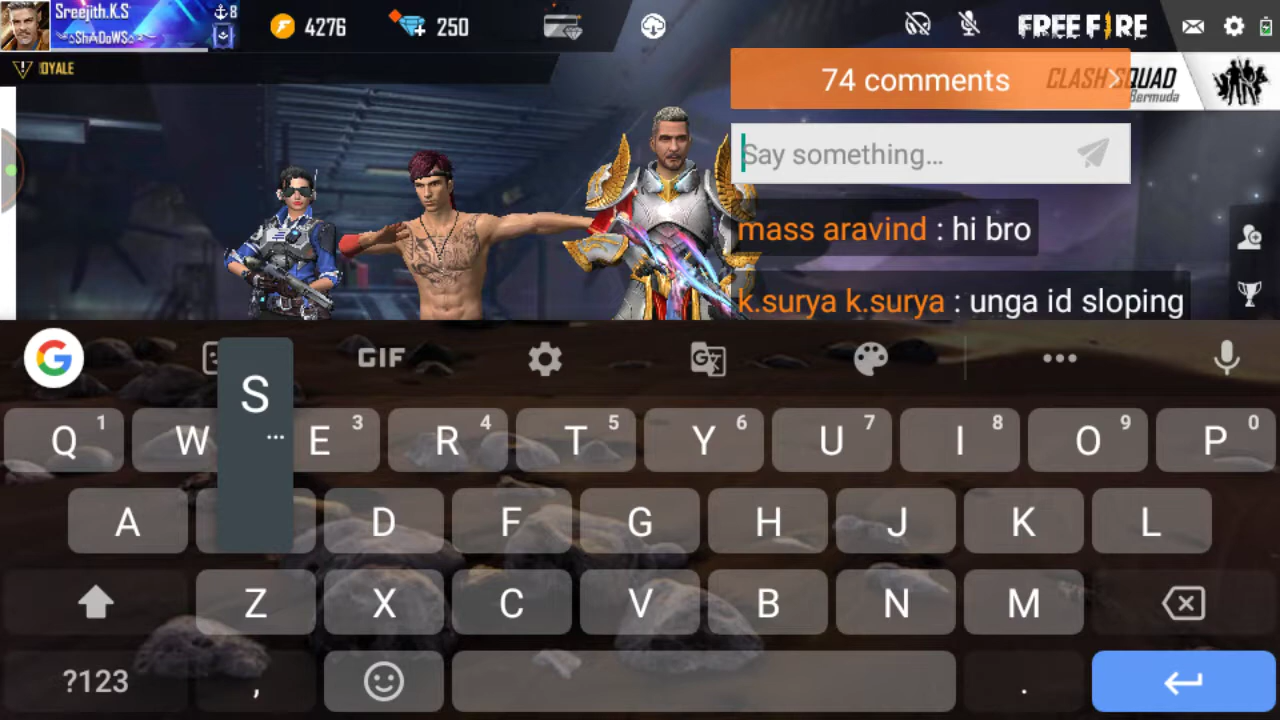 Sreejith.K.S
8
4276
250
FREE FIRE
~ShADoWS~
OYALE
74 comments
CLASH SQUAD
Bermuda
Say something...
mass aravind : hi bro
k.surya k.surya : unga id sloping
G
GIF
G
S
...
Q 1 W E 3 R 4 T 5 Y 6 U 7 I 8 O 9 P 0
A D F G H J K L
Z X C V B N M
?123 , .